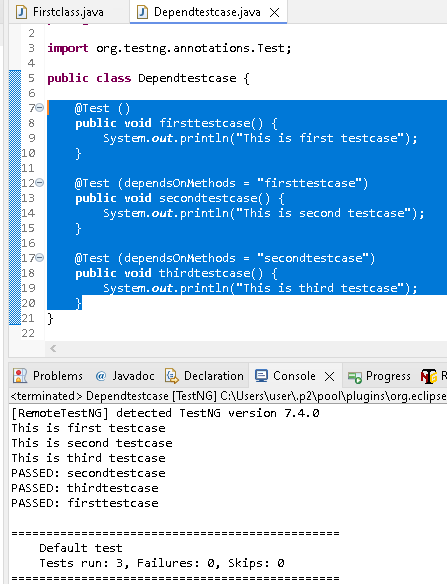 Firstclass.java
Dependtestcase.java
2
3 import org.testng.annotations.Test;
4
5 public class Dependtestcase {
6
7 @Test ()
8 public void firsttestcase() {
9 System.out.println("This is first testcase");
10 }
11
12 @Test (dependsOnMethods = "firsttestcase")
13 public void secondtestcase() {
14 System.out.println("This is second testcase");
15 }
16
17 @Test (dependsOnMethods = "secondtestcase")
18 public void thirdtestcase() {
19 System.out.println("This is third testcase");
20 }
21 }
22
Problems @ Javadoc Declaration Console Progress R
<terminated> Dependtestcase [TestNG] C:\Users\user\.p2\pool\plugins\org.eclipse
[RemoteTestNG] detected TestNG version 7.4.0
This is first testcase
This is second testcase
This is third testcase
PASSED: secondtestcase
PASSED: thirdtestcase
PASSED: firsttestcase
===============================================
Default test
Tests run: 3, Failures: 0, Skips: 0
===============================================